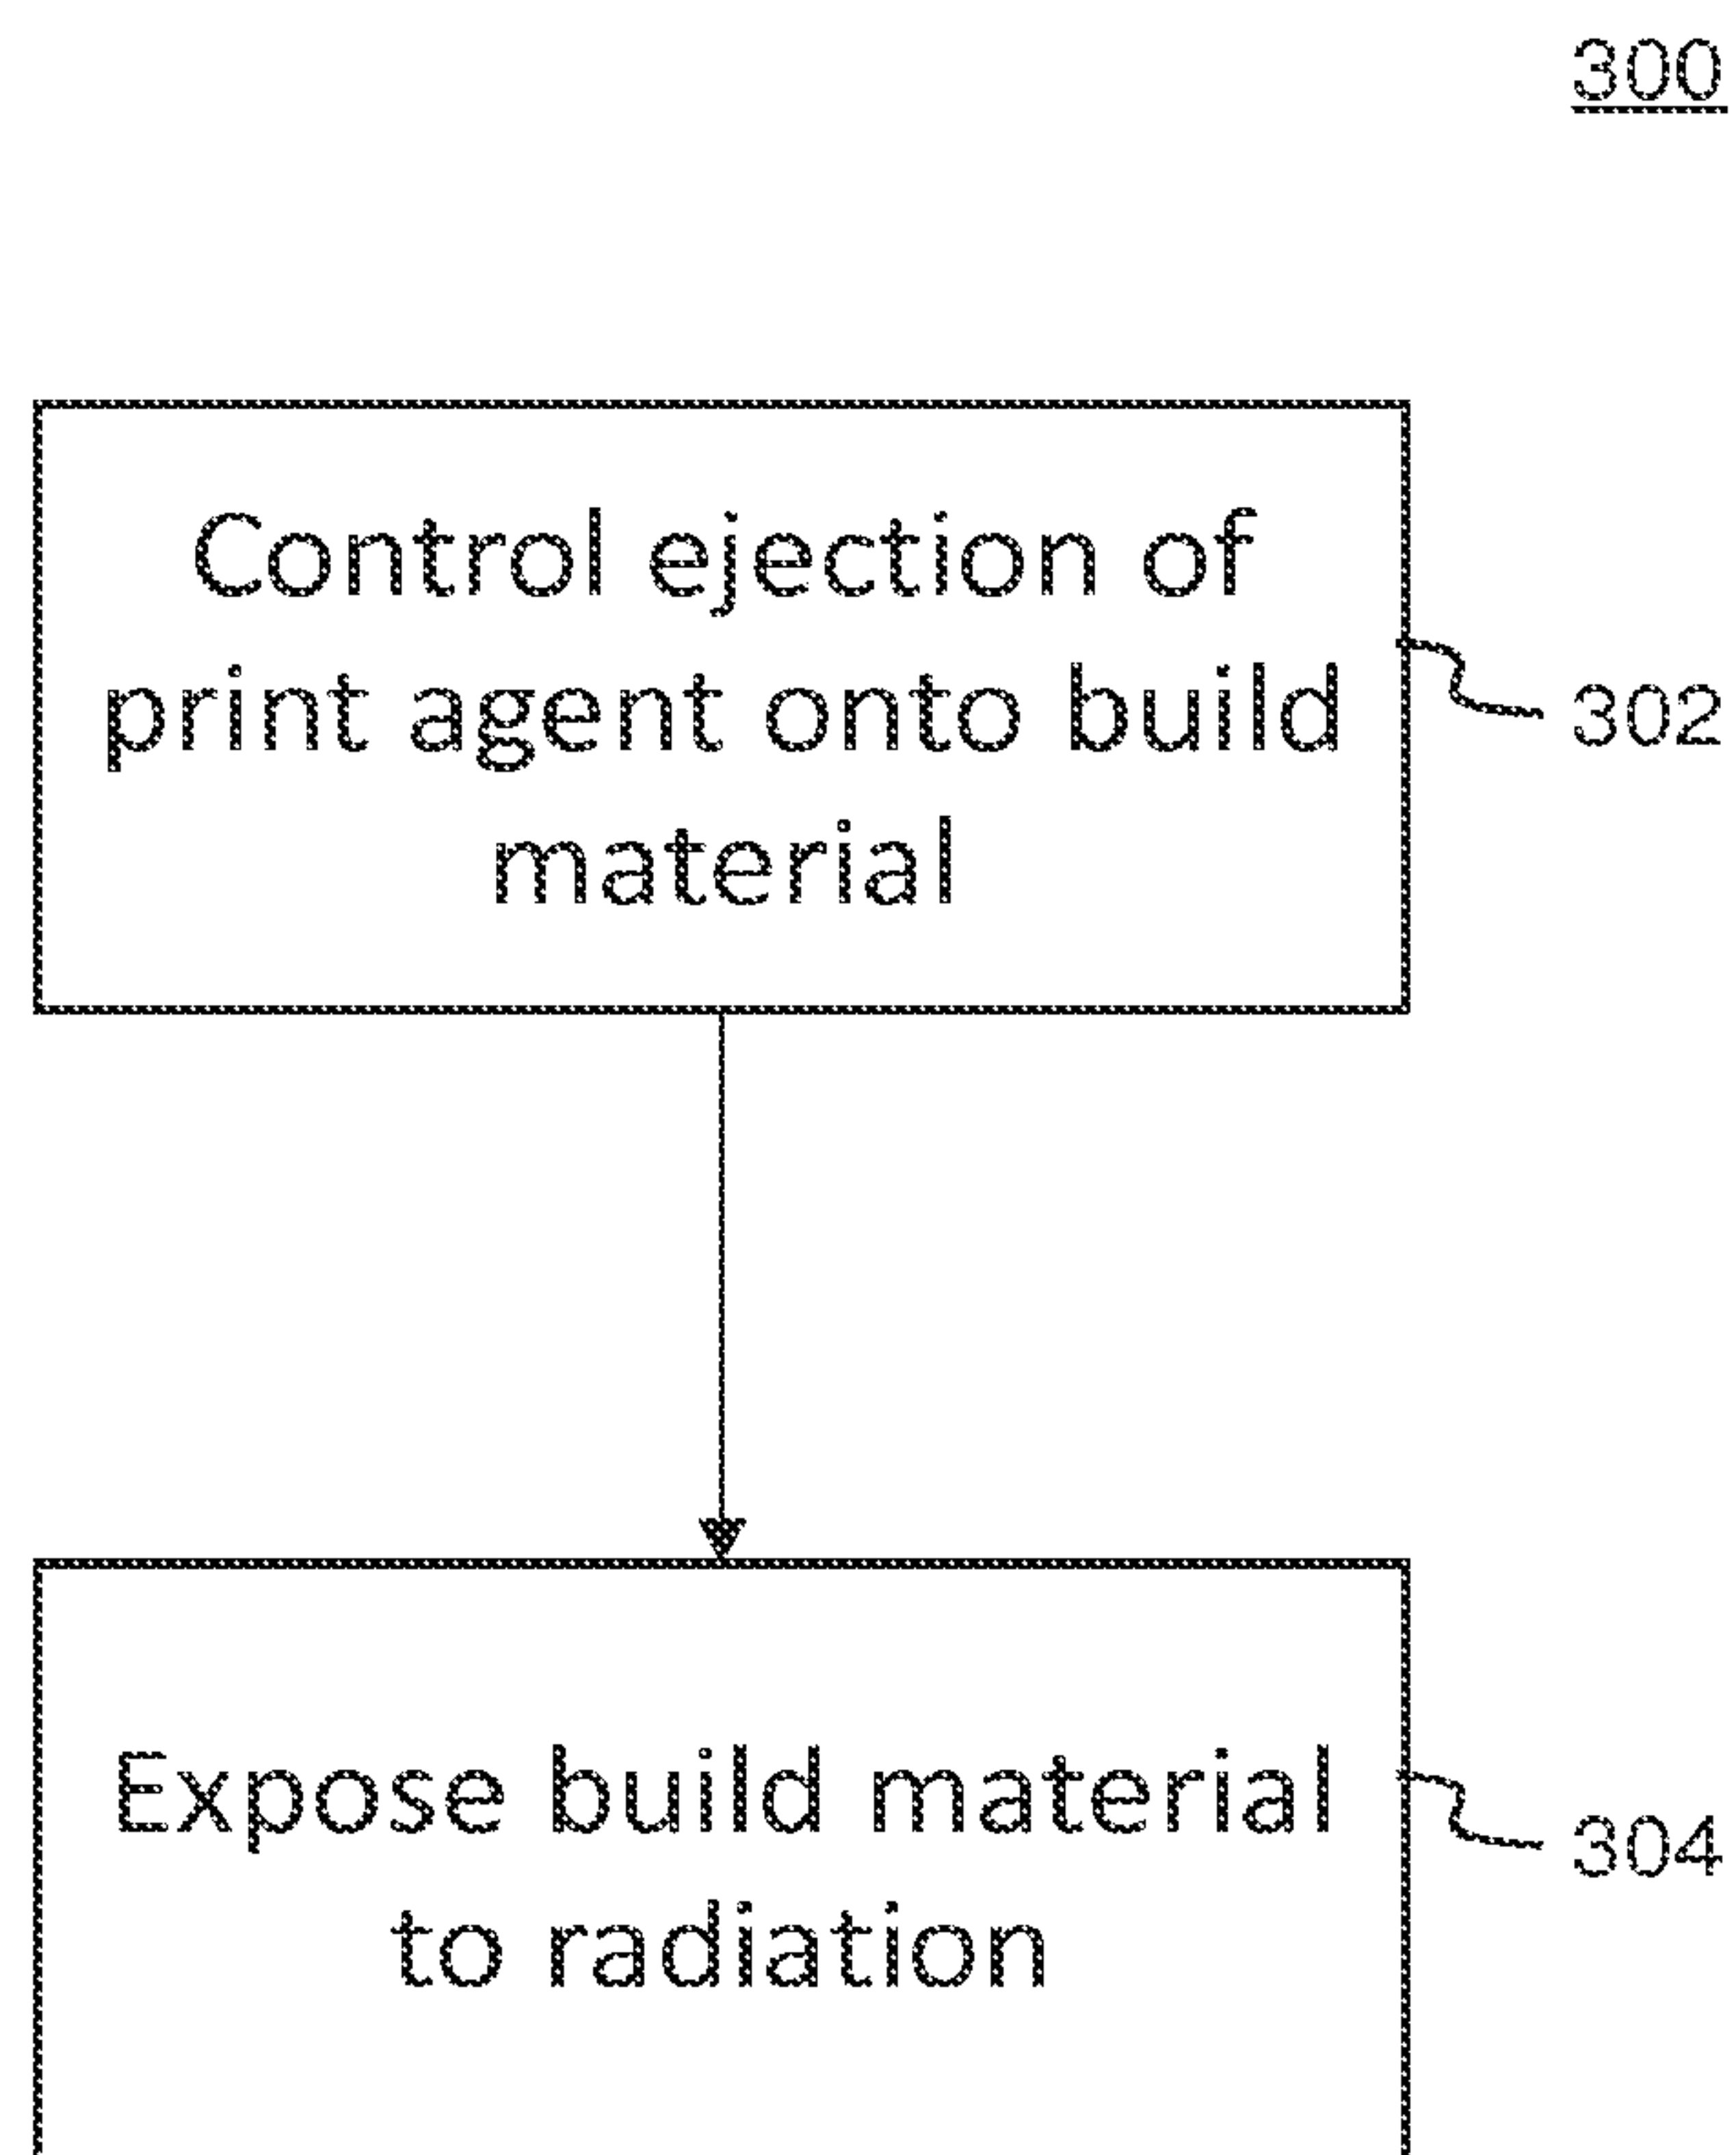 300
Control ejection of
print agent onto build
material
302
Expose build material
to radiation
304